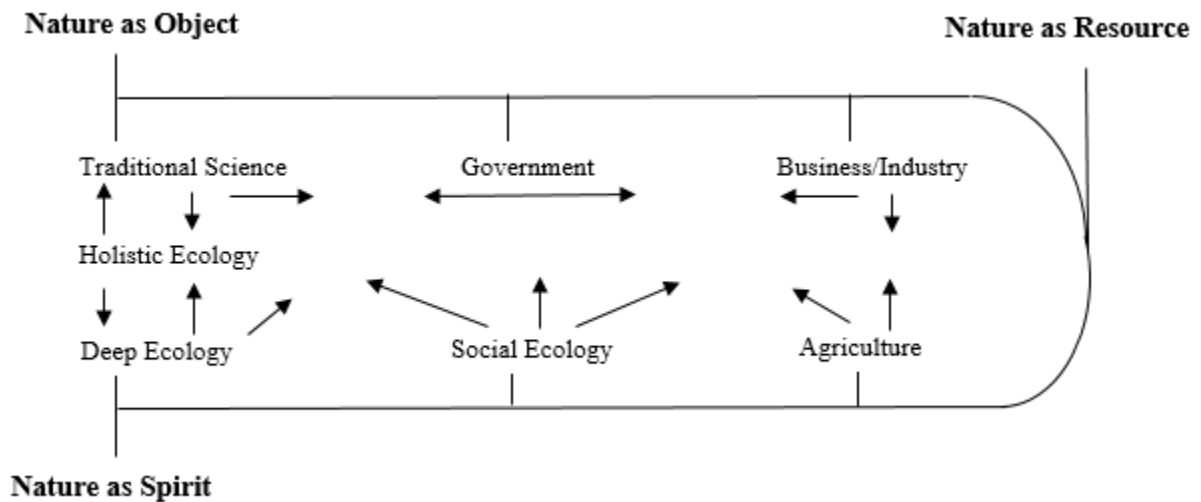 Nature as Object
Nature as Resource
Traditional Science
Government
Business/Industry
Holistic Ecology
Deep Ecology
Social Ecology
Agriculture
Nature as Spirit